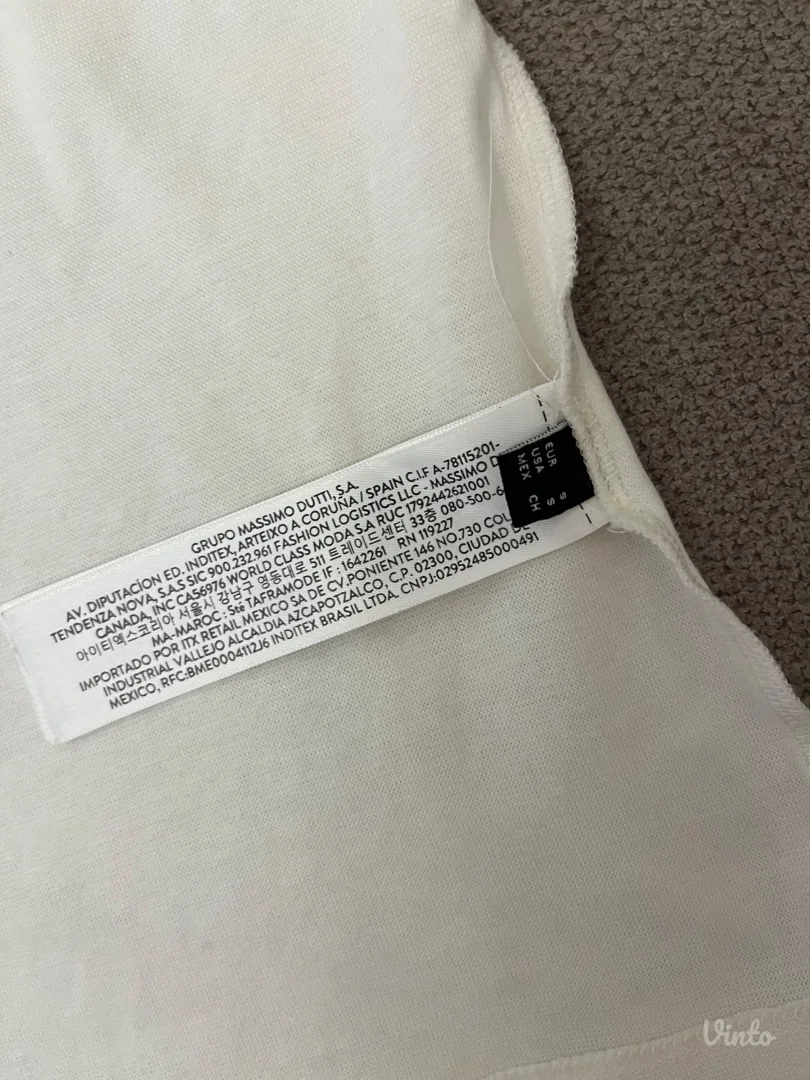 GRUPO MASSIMO DUTTI, S.A.
AV. DIPUTACÍON ED. INDITEX, ARTEIXO A CORUÑA / SPAIN C.I.F A-78115201-
TENDENZA NOVA, S.A.S SIC 900.232.961 FASHION LOGISTICS LLC - MASSIMO D
CANADA, INC CA56976 WORLD CLASS MODA S.A RUC 1792442621001
아이티엑스코리아 서울시 강남구 영동대로 511 트레이드센터 33층 080-500-6
MA-MAROC : Sté TAFRAMODE IF : 1642261 RN 119227
IMPORTADO POR ITX RETAIL MEXICO SA DE CV.PONIENTE 146 NO.730 COL
INDUSTRIAL VALLEJO ALCALDIA AZCAPOTZALCO, C.P. 02300, CIUDAD DE
MEXICO, RFC:BME0004112J6 INDITEX BRASIL LTDA. CNPJ:02952485000491
EUR S
USA S
MEX CH
Vinto